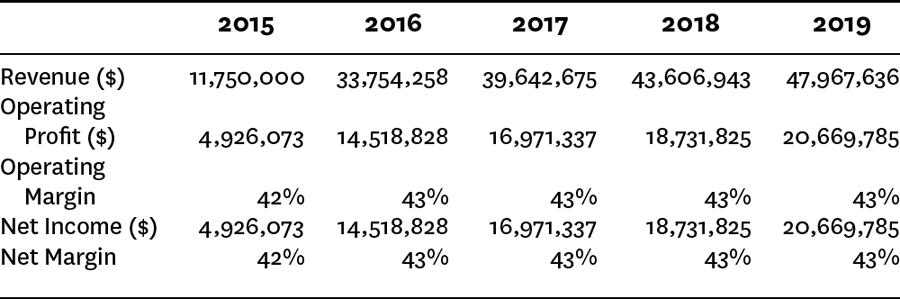 2015 2016 2017 2018 2019
Revenue ($) 11,750,000 33,754,258 39,642,675 43,606,943 47,967,636
Operating
Profit ($) 4,926,073 14,518,828 16,971,337 18,731,825 20,669,785
Operating
Margin 42% 43% 43% 43% 43%
Net Income ($) 4,926,073 14,518,828 16,971,337 18,731,825 20,669,785
Net Margin 42% 43% 43% 43% 43%